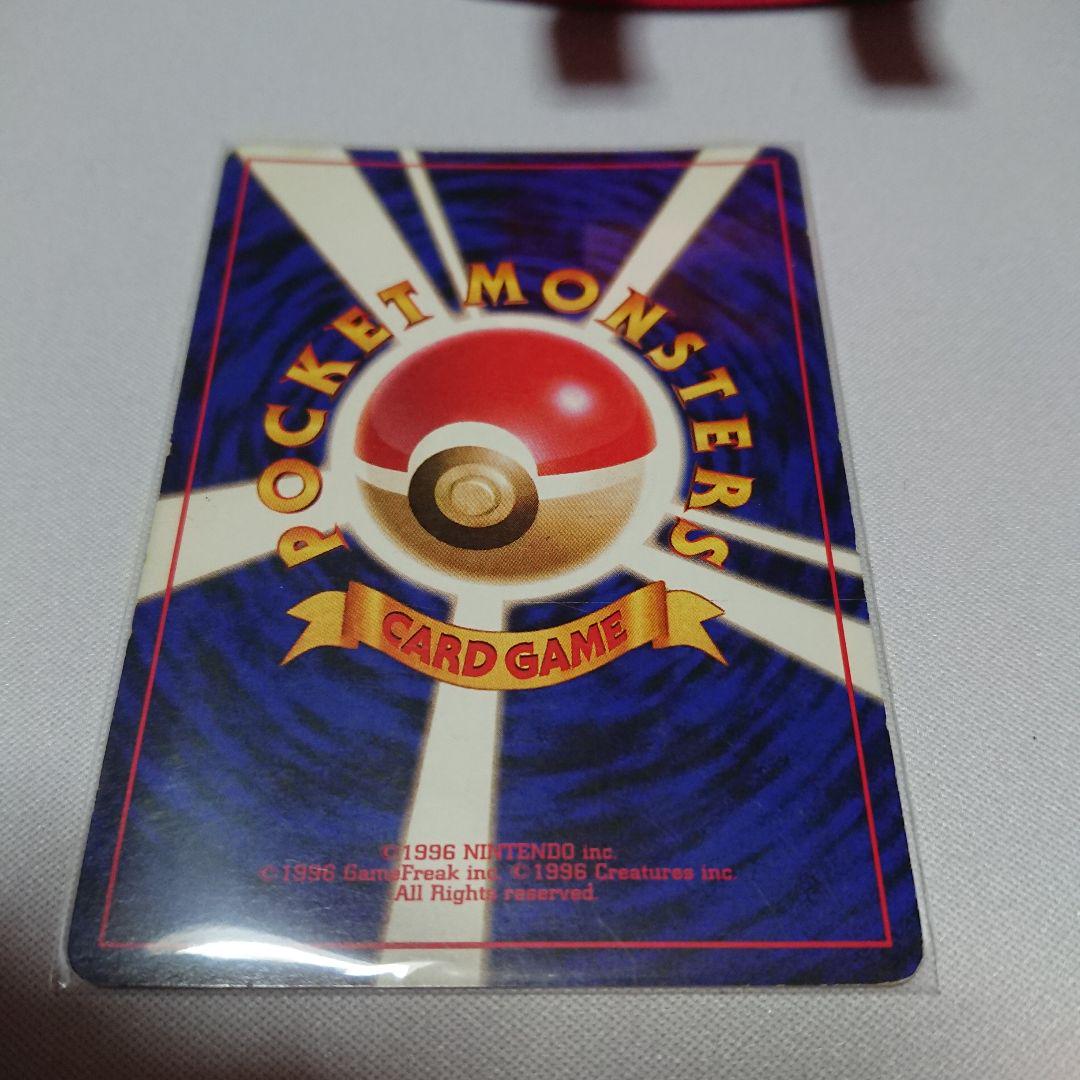 POCKET MONSTERS
CARD GAME
©1996 NINTENDO inc.
©1996 GameFreak inc. ©1996 Creatures inc.
All Rights reserved.